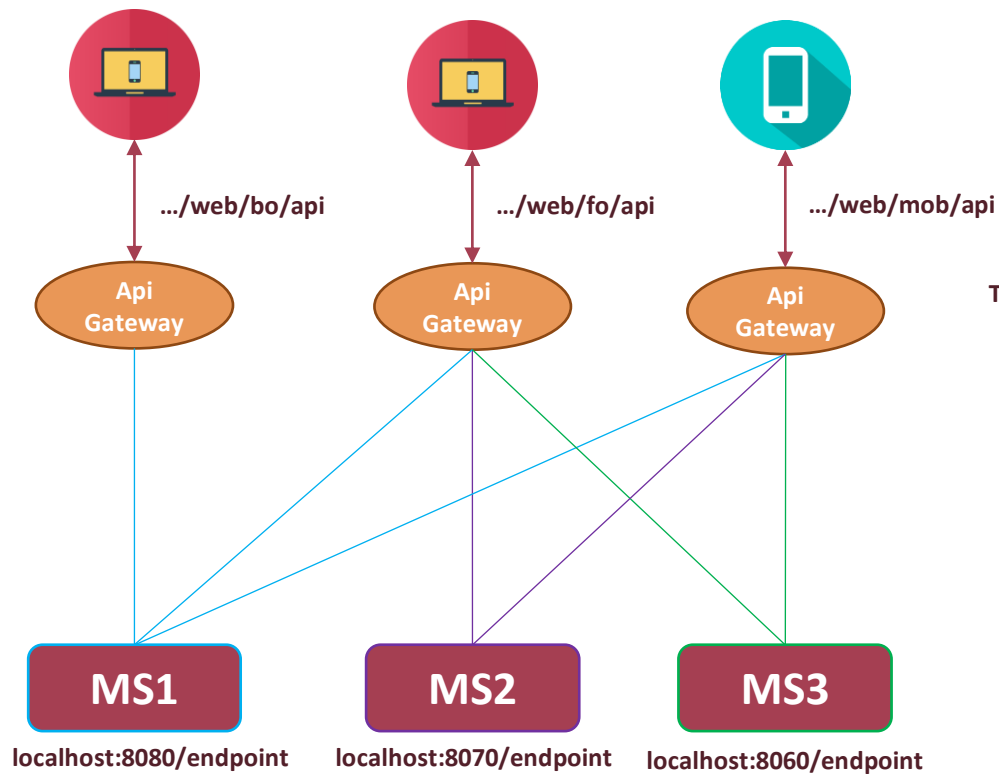 …/web/bo/api
…/web/fo/api
…/web/mob/api
Api
Gateway
Api
Gateway
Api
Gateway
T
MS1
MS2
MS3
localhost:8080/endpoint
localhost:8070/endpoint
localhost:8060/endpoint